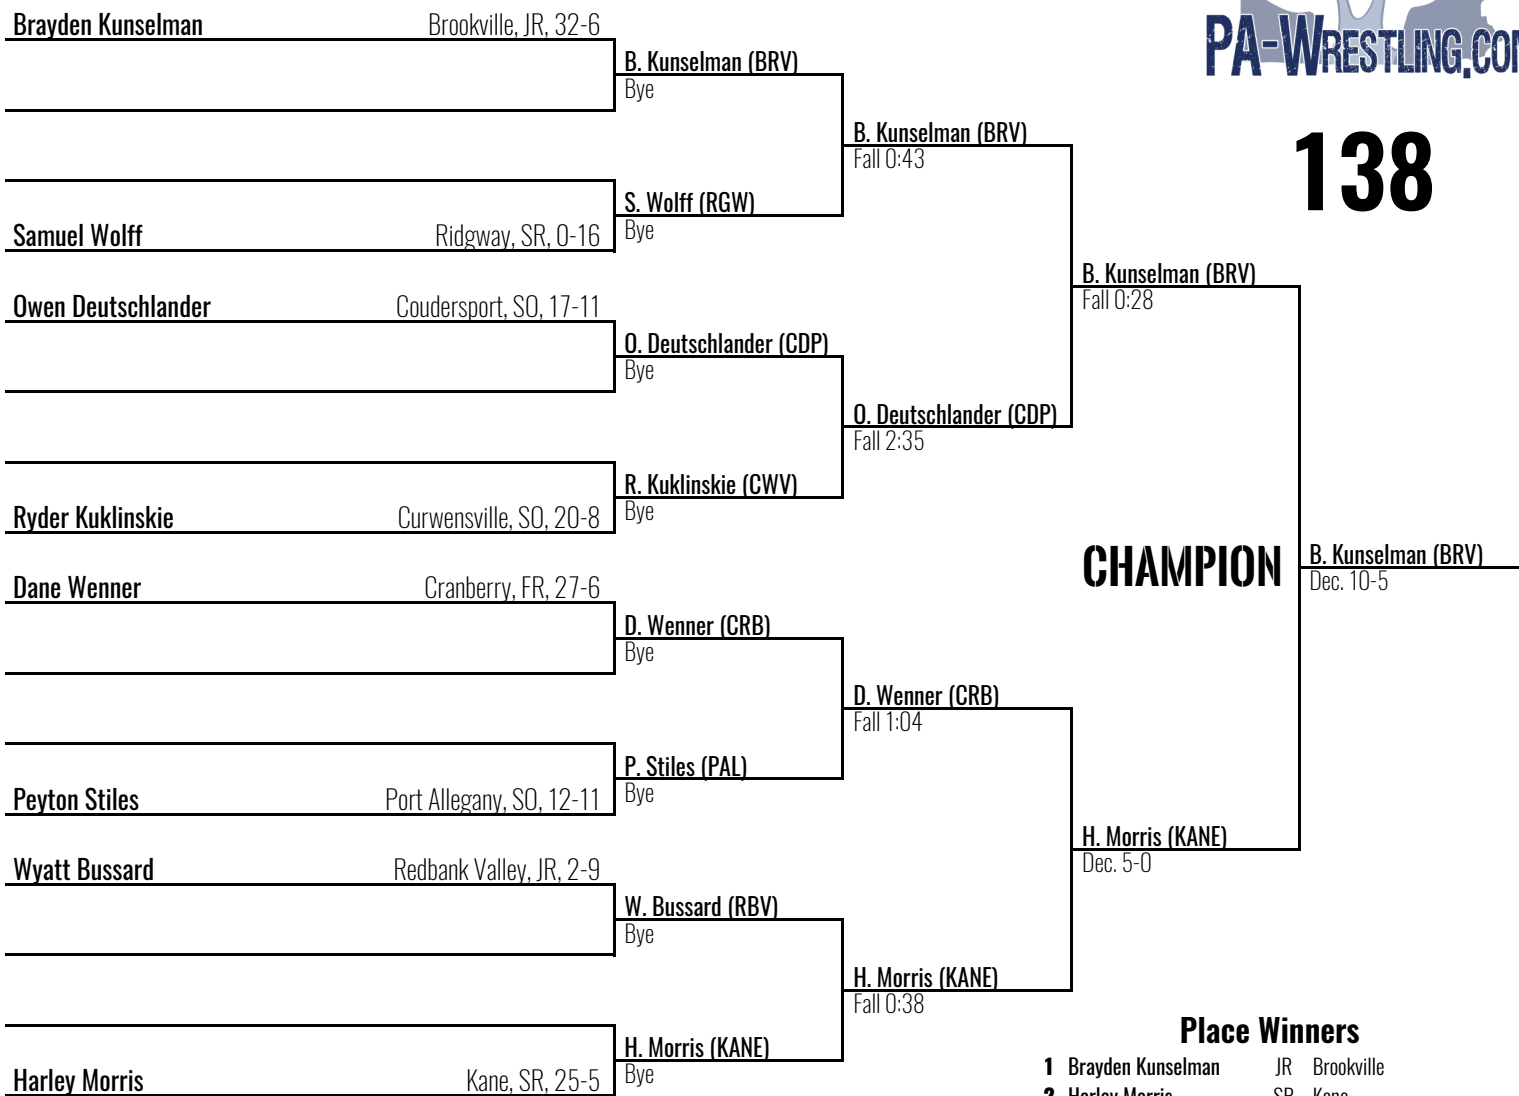 Brayden Kunselman Brookville, JR, 32-6
B. Kunselman (BRV)
Bye
PA-WRESTLING.CO
B. Kunselman (BRV)
Fall 0:43
138
S. Wolff (RGW)
Samuel Wolff Ridgway, SR, 0-16
Bye
B. Kunselman (BRV)
Fall 0:28
Owen Deutschlander Coudersport, SO, 17-11
O. Deutschlander (CDP)
Bye
O. Deutschlander (CDP)
Fall 2:35
R. Kuklinskie (CWV)
Ryder Kuklinskie Curwensville, SO, 20-8
Bye
CHAMPION
B. Kunselman (BRV)
Dec. 10-5
Dane Wenner Cranberry, FR, 27-6
D. Wenner (CRB)
Bye
D. Wenner (CRB)
Fall 1:04
P. Stiles (PAL)
Peyton Stiles Port Allegany, SO, 12-11
Bye
H. Morris (KANE)
Dec. 5-0
Wyatt Bussard Redbank Valley, JR, 2-9
W. Bussard (RBV)
Bye
H. Morris (KANE)
Fall 0:38
H. Morris (KANE)
Harley Morris Kane, SR, 25-5
Bye
Place Winners
1 Brayden Kunselman JR Brookville
2 Harley Morris SR Kane